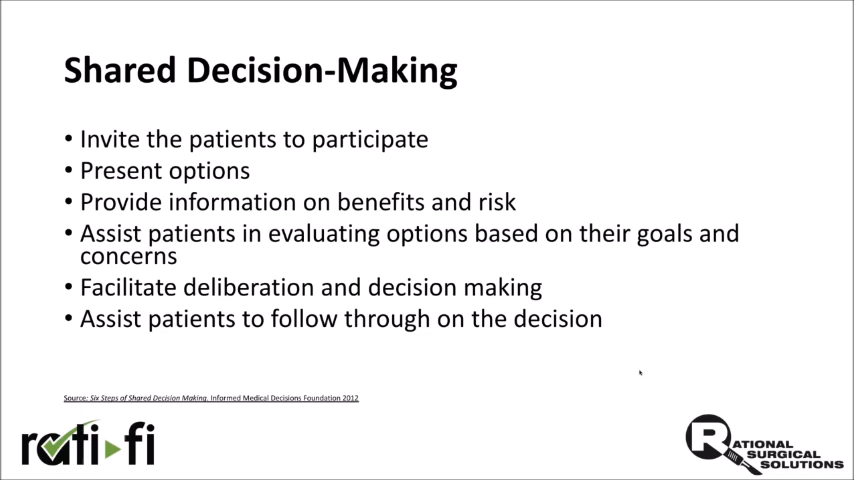 Shared Decision-Making
• Invite the patients to participate
• Present options
• Provide information on benefits and risk
• Assist patients in evaluating options based on their goals and
concerns
• Facilitate deliberation and decision making
• Assist patients to follow through on the decision
Source: Six Steps of Shared Decision Making. Informed Medical Decisions Foundation 2012
rati-fi
RATIONAL
SURGICAL
SOLUTIONS